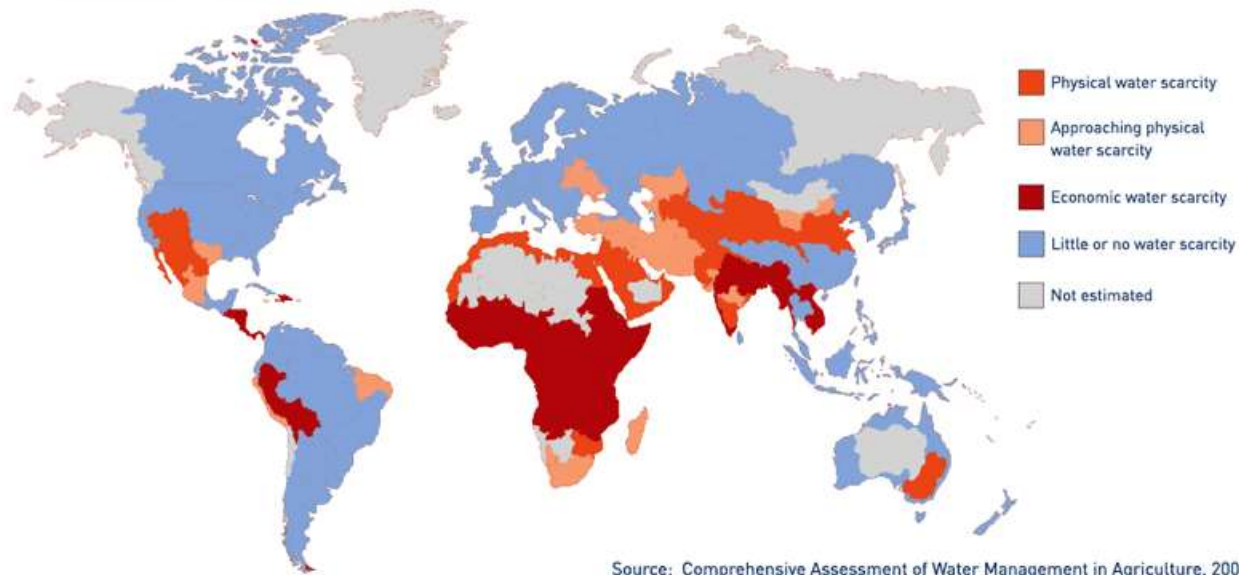 Physical water scarcity
Approaching physical
water scarcity
Economic water scarcity
Little or no water scarcity
Not estimated
Source: Comprehensive Assessment of Water Management in Agriculture, 200